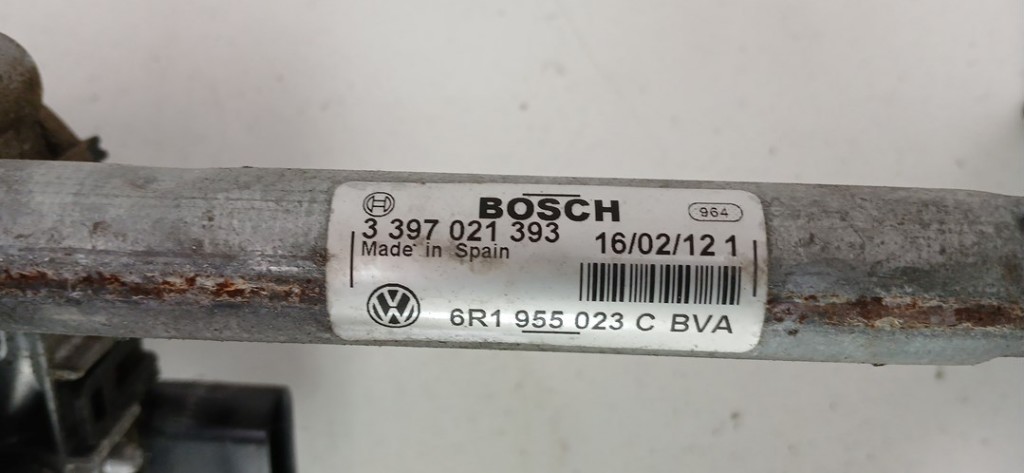 BOSCH
964
3 397 021 393
16/02/12 1
Made in Spain
6R1 955 023 C BVA